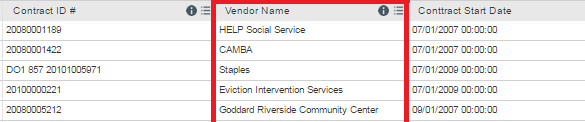 Contract ID # Vendor Name Conttract Start Date
20080001189 HELP Social Service 07/01/2007 00:00:00
20080001422 CAMBA 07/01/2007 00:00:00
DO1 857 20101005971 Staples 07/01/2009 00:00:00
20100000221 Eviction Intervention Services 07/01/2009 00:00:00
20080005212 Goddard Riverside Community Center 09/01/2007 00:00:00